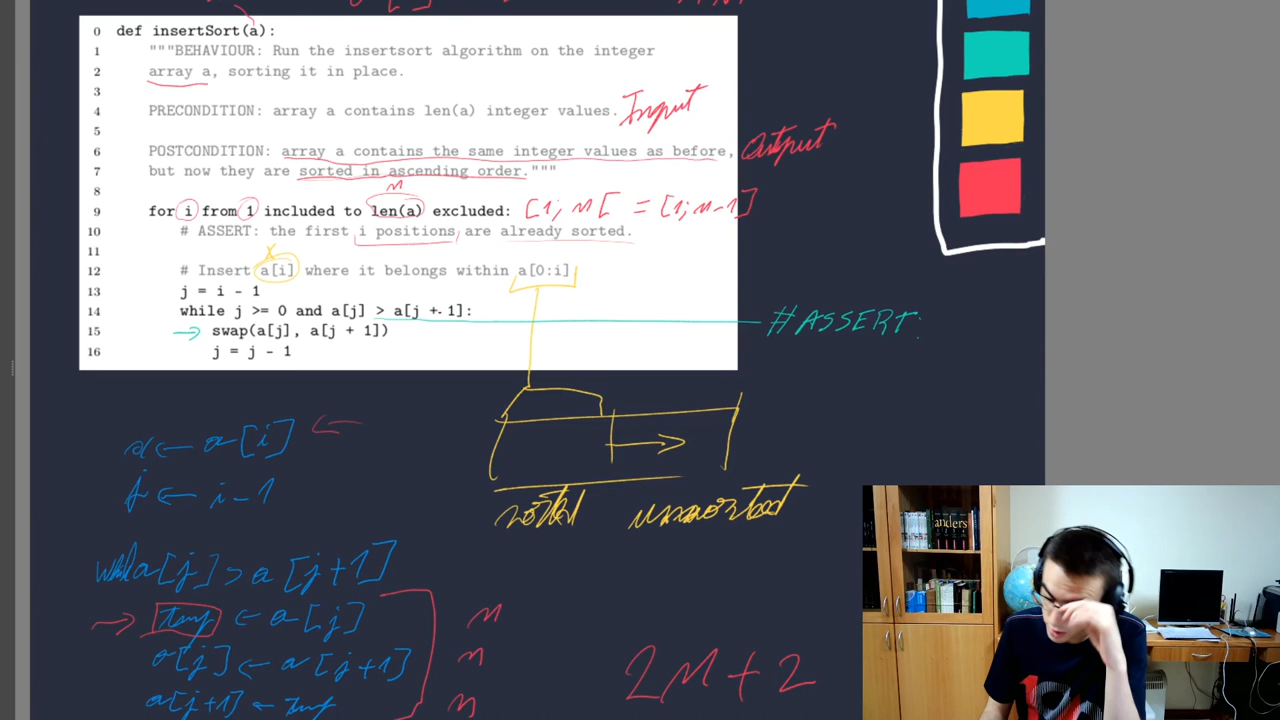 0 def insertSort(a):
1 """BEHAVIOUR: Run the insertsort algorithm on the integer
2 array a, sorting it in place.
3
4 PRECONDITION: array a contains len(a) integer values. Input
5
6 POSTCONDITION: array a contains the same integer values as before, Output
7 but now they are sorted in ascending order."""
8 n
9 for i from 1 included to len(a) excluded: [1; n[ = [1; n-1]
10 # ASSERT: the first i positions are already sorted.
11 x
12 # Insert a[i] where it belongs within a[0:i]
13 j = i - 1
14 while j >= 0 and a[j] > a[j + 1]:
# ASSERT:
15 → swap(a[j], a[j + 1])
16 j = j - 1
x ← a[i] ←
j ← i-1
sorted unsorted
while a[j] > a[j+1]
→ tmp ← a[j] n
a[j] ← a[j+1] n
a[j+1] ← tmp n
2n+2
anders